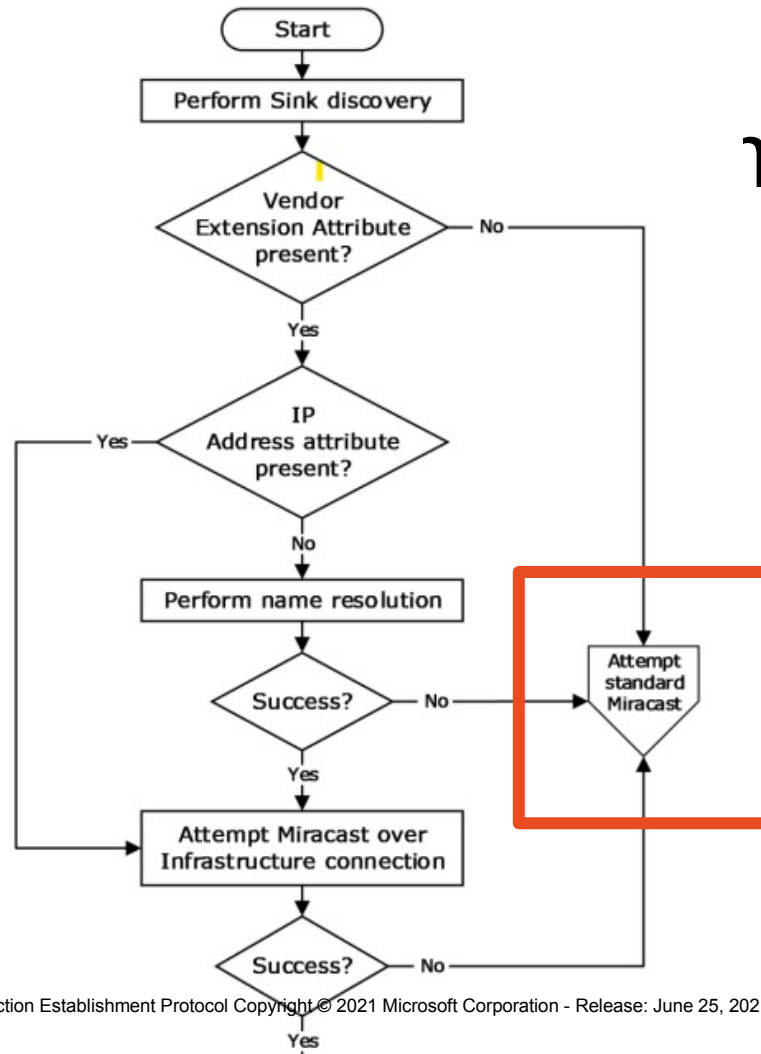 Start
Perform Sink discovery
Vendor
Extension Attribute
present?
No
Yes
IP
Address attribute
present?
Yes
No
Perform name resolution
Attempt
standard
Miracast
Success?
No
Yes
Attempt Miracast over
Infrastructure connection
Success?
No
Establishment Protocol Copyright © 2021 Microsoft Corporation - Release: June 25,
Yes